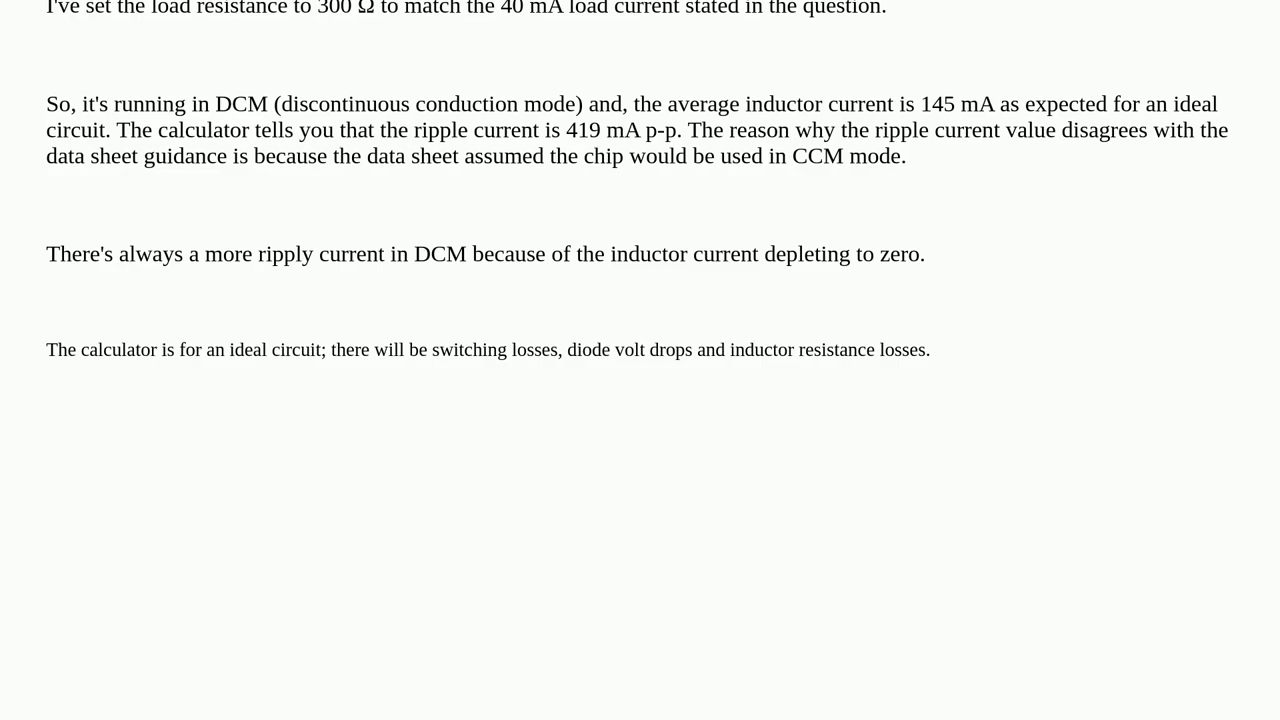 I've set the load resistance to 300 Ω to match the 40 mA load current stated in the question.
So, it's running in DCM (discontinuous conduction mode) and, the average inductor current is 145 mA as expected for an ideal
circuit. The calculator tells you that the ripple current is 419 mA p-p. The reason why the ripple current value disagrees with the
data sheet guidance is because the data sheet assumed the chip would be used in CCM mode.
There's always a more ripply current in DCM because of the inductor current depleting to zero.
The calculator is for an ideal circuit; there will be switching losses, diode volt drops and inductor resistance losses.